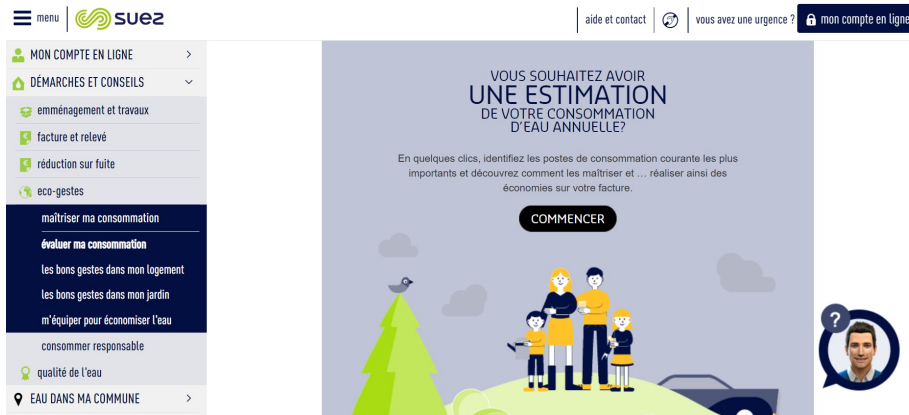 menu
suez
aide et contact
vous avez une urgence ?
mon compte en ligne
MON COMPTE EN LIGNE
DÉMARCHES ET CONSEILS
emménagement et travaux
facture et relevé
réduction sur fuite
eco-gestes
maîtriser ma consommation
évaluer ma consommation
les bons gestes dans mon logement
les bons gestes dans mon jardin
m'équiper pour économiser l'eau
consommer responsable
qualité de l'eau
EAU DANS MA COMMUNE
VOUS SOUHAITEZ AVOIR
UNE ESTIMATION
DE VOTRE CONSOMMATION
D'EAU ANNUELLE?
En quelques clics, identifiez les postes de consommation courante les plus
importants et découvrez comment les maîtriser et … réaliser ainsi des
économies sur votre facture.
COMMENCER
?